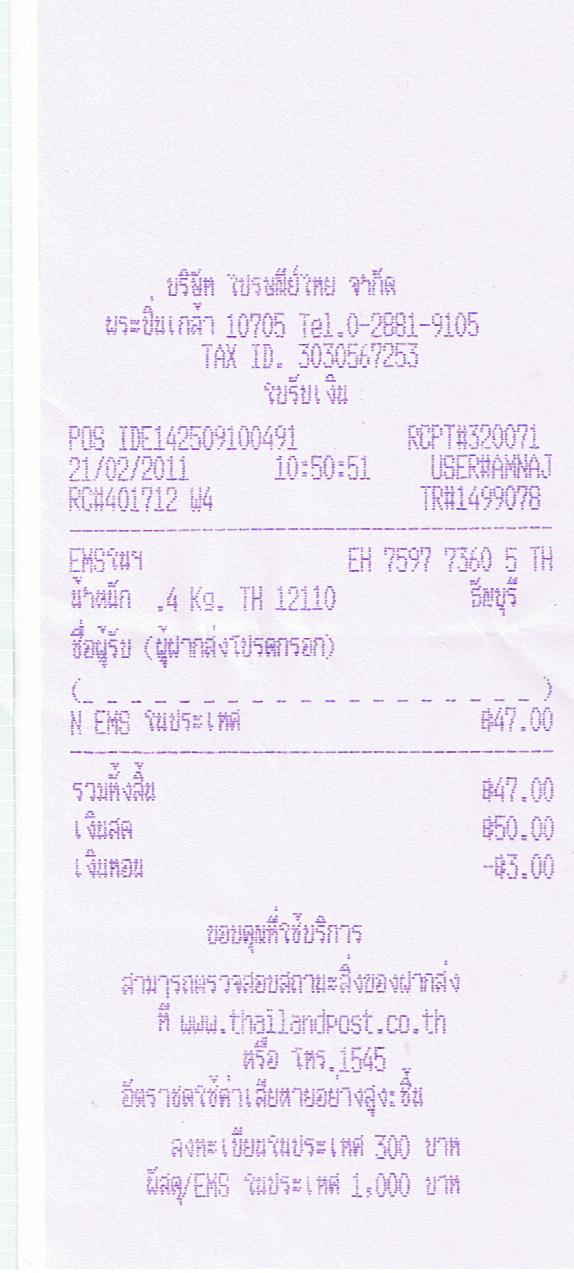 บริษัท ไปรษณีย์ไทย จำกัด
พระปิ่นเกล้า 10705 Tel.0-2881-9105
TAX ID. 3030567253
ใบรับเงิน
POS IDE142509100491 RCPT#320071
21/02/2011 10:50:51 USER#AMNAJ
RC#401712 W4 TR#1499078
EMSในฯ EH 7597 7360 5 TH
น้ำหนัก .4 Kg. TH 12110 ธัญบุรี
ชื่อผู้รับ (ผู้ฝากส่งโปรดกรอก)
(_ _ _ _ _ _ _ _ _ _ _ _ _ _ _ _ _ _ _ _)
N EMS ในประเทศ ฿47.00
รวมทั้งสิ้น ฿47.00
เงินสด ฿50.00
เงินทอน -฿3.00
ขอบคุณที่ใช้บริการ
สามารถตรวจสอบสถานะสิ่งของฝากส่ง
ที่ www.thailandpost.co.th
หรือ โทร.1545
อัตราชดใช้ค่าเสียหายอย่างสูง:ชิ้น
ลงทะเบียนในประเทศ 300 บาท
พัสดุ/EMS ในประเทศ 1,000 บาท